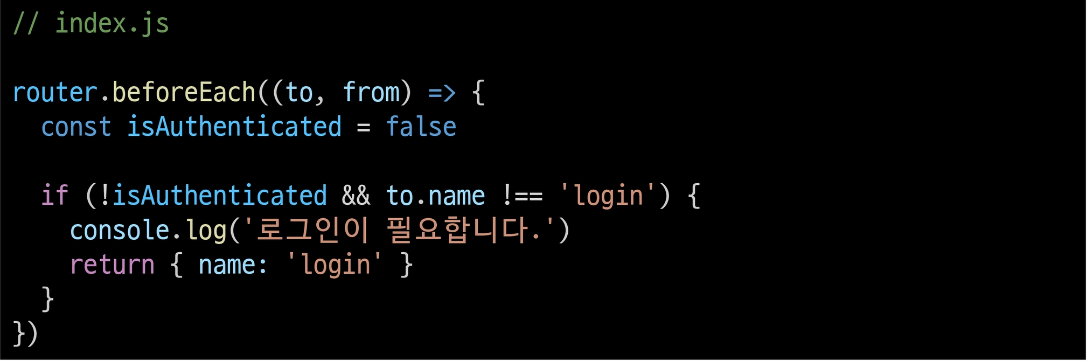 // index.js
router.beforeEach((to, from) => {
  const isAuthenticated = false
  if (!isAuthenticated && to.name !== 'login') {
    console.log('로그인이 필요합니다.')
    return { name: 'login' }
  }
})